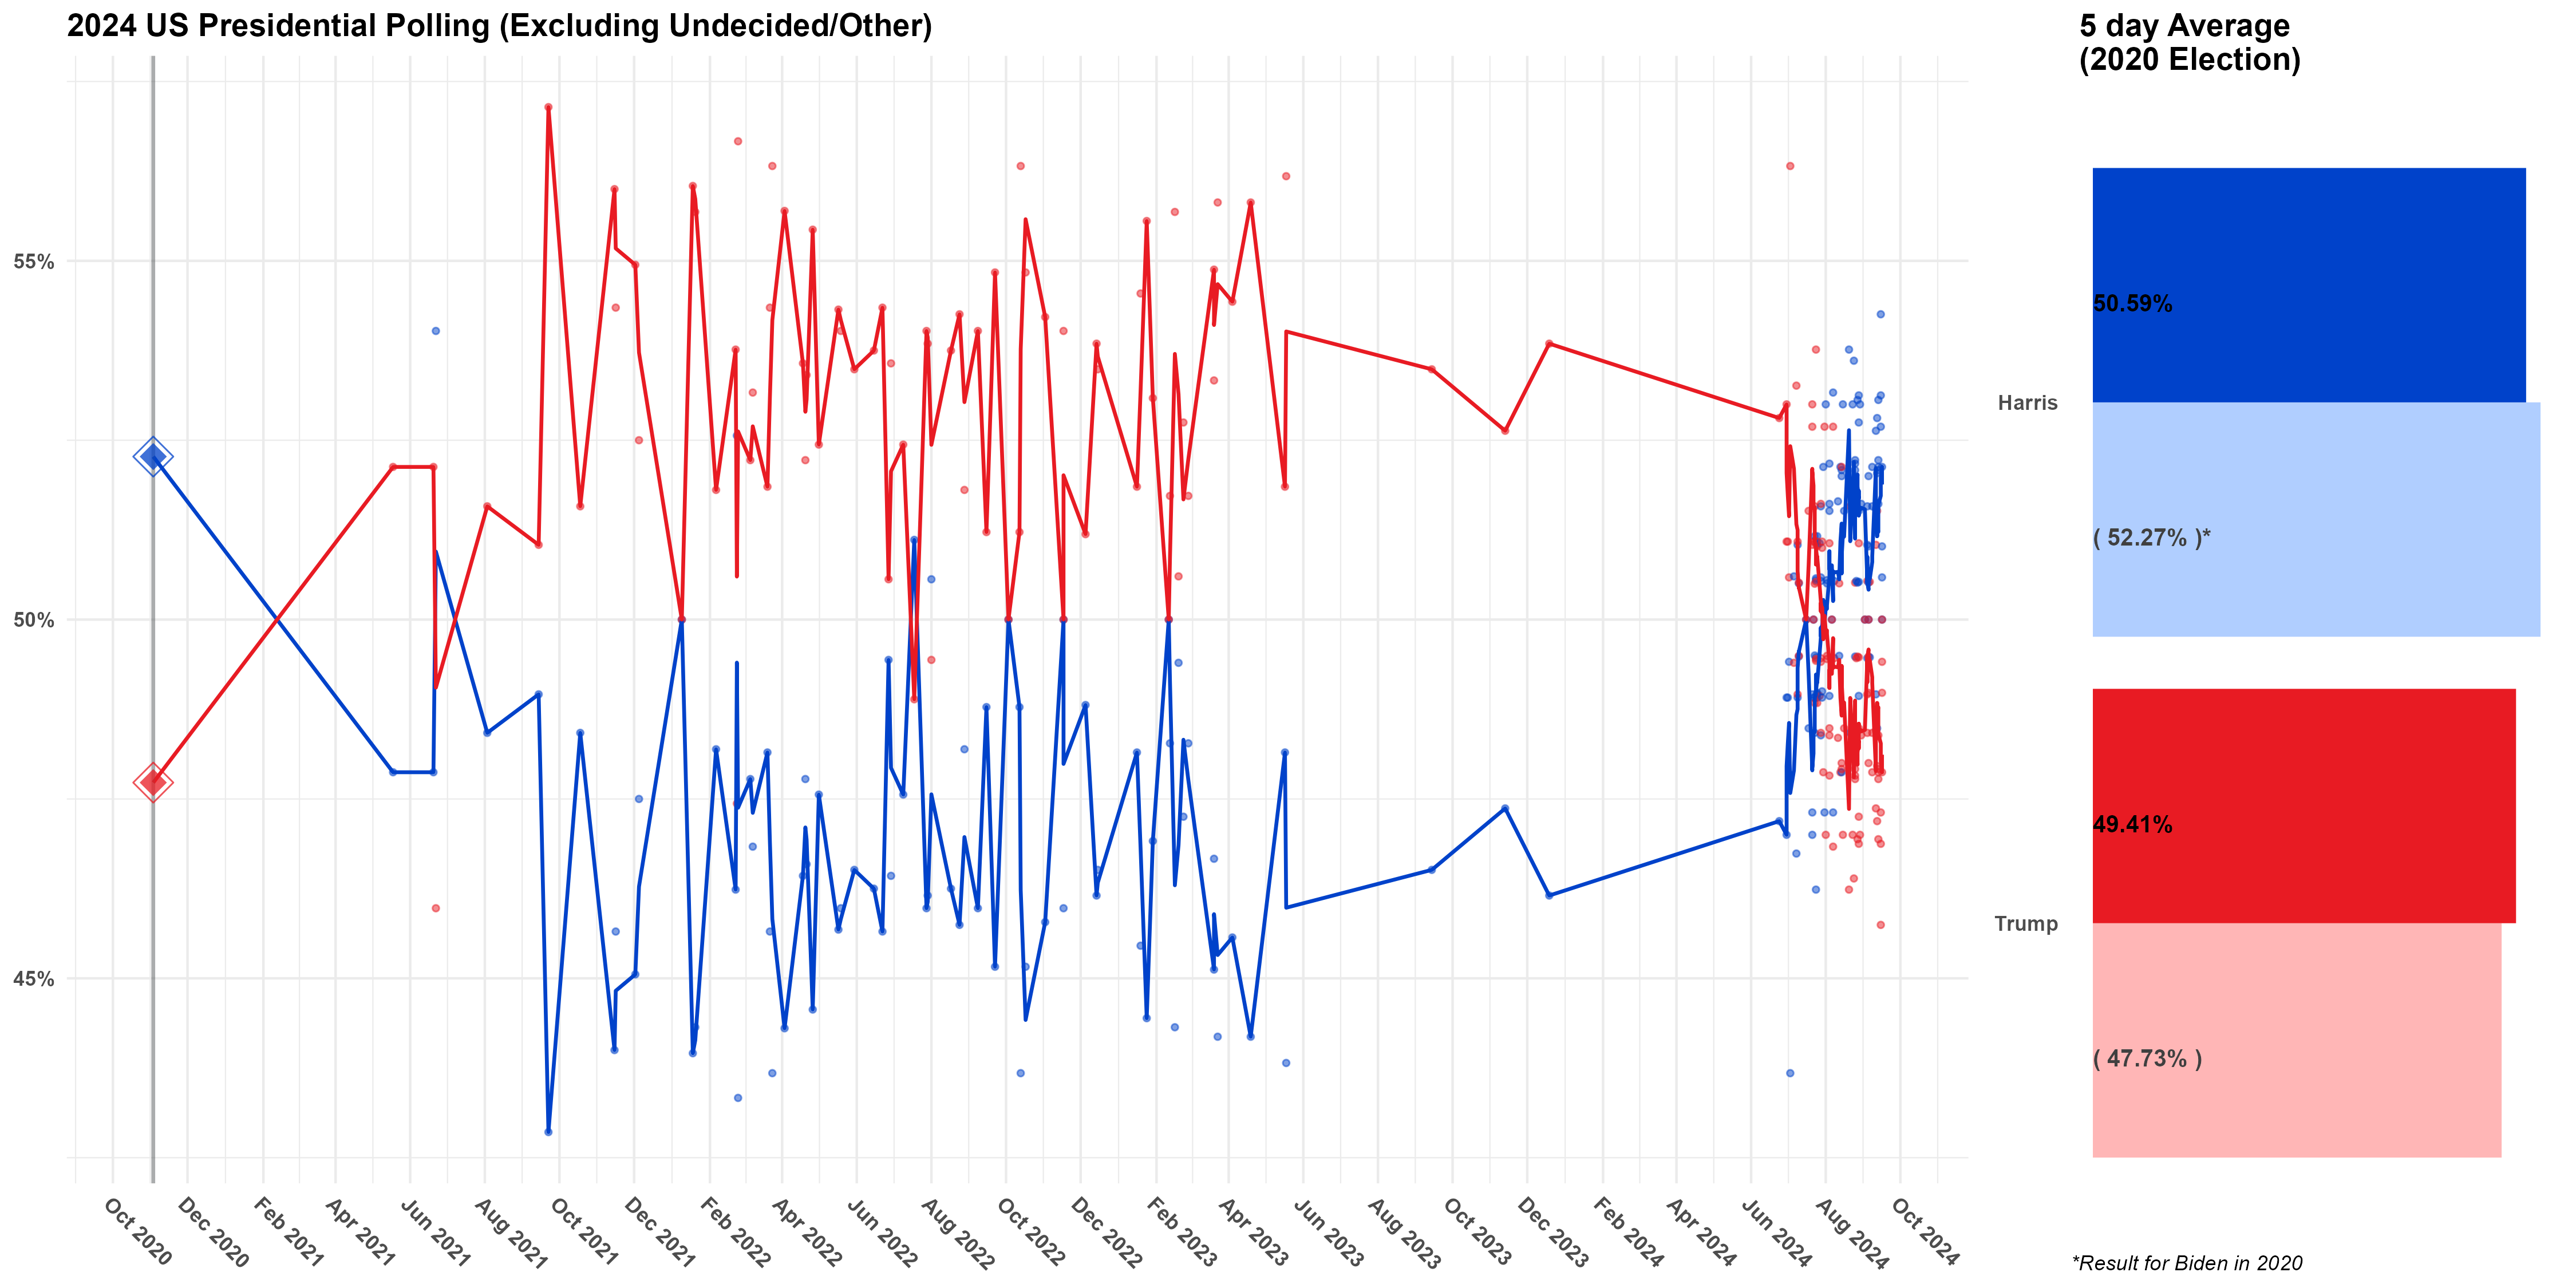 2024 US Presidential Polling (Excluding Undecided/Other)
5 day Average
(2020 Election)
55%
50%
45%
Oct 2020
Dec 2020
Feb 2021
Apr 2021
Jun 2021
Aug 2021
Oct 2021
Dec 2021
Feb 2022
Apr 2022
Jun 2022
Aug 2022
Oct 2022
Dec 2022
Feb 2023
Apr 2023
Jun 2023
Aug 2023
Oct 2023
Dec 2023
Feb 2024
Apr 2024
Jun 2024
Aug 2024
Oct 2024
Harris
50.59%
( 52.27% )*
Trump
49.41%
( 47.73% )
*Result for Biden in 2020